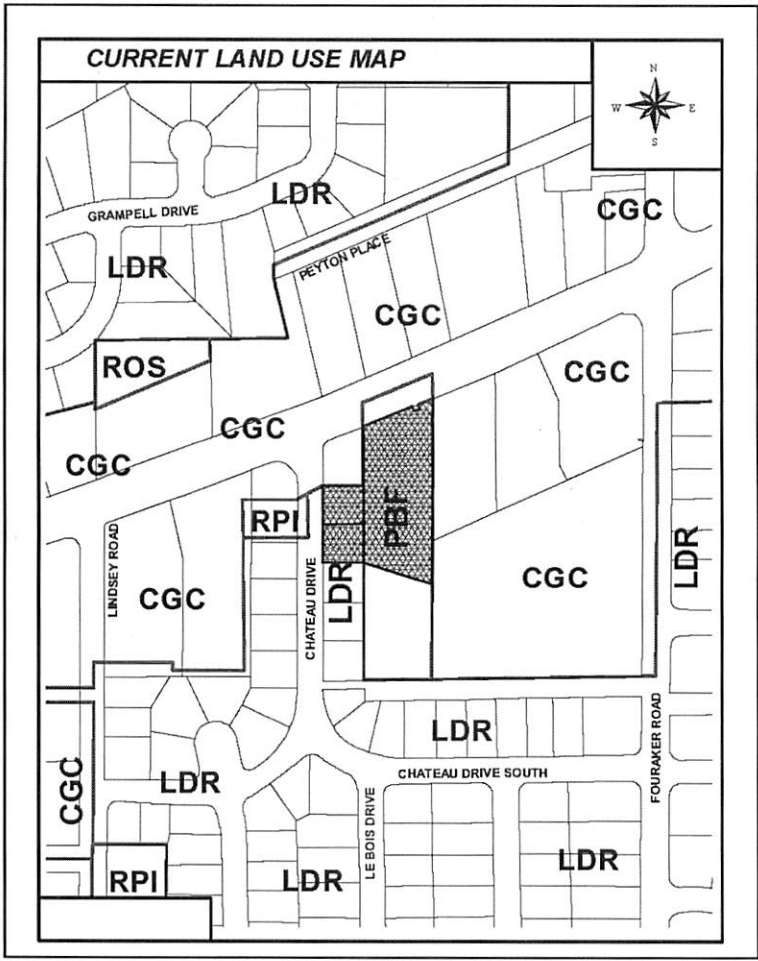 CURRENT LAND USE MAP
N
W E
S
LDR
GRAMPELL DRIVE
CGC
PEYTON PLACE
LDR
CGC
ROS
CGC
CGC
CGC
PBF
RPI
LDR
LINDSEY ROAD
CGC
CHATEAU DRIVE
LDR
CGC
LDR
FOURAKER ROAD
CHATEAU DRIVE SOUTH
CGC
LDR
LE BOIS DRIVE
LDR
RPI
LDR